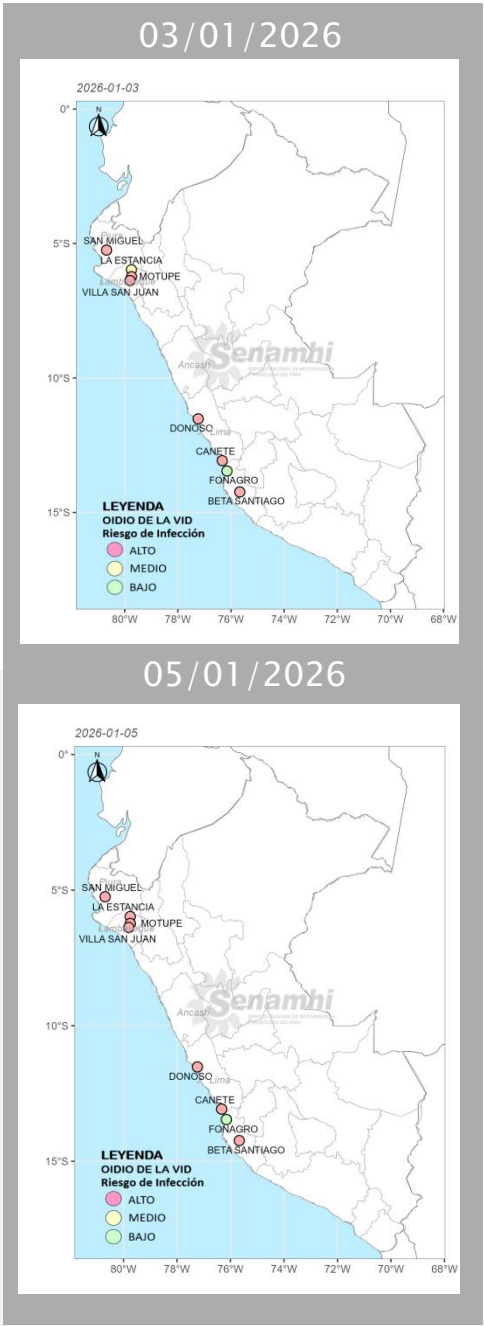 03/01/2026
2026-01-03
N
0°
Piura
SAN MIGUEL
5°S
LA ESTANCIA
MOTUPE
Lambayeque
VILLA SAN JUAN
Senamhi
Ancash
10°S
DONOSO
Lima
CANETE
FONAGRO
BETA SANTIAGO
LEYENDA
OIDIO DE LA VID
15°S
Riesgo de Infección
ALTO
MEDIO
BAJO
80°W 78°W 76°W 74°W 72°W 70°W 68°W
05/01/2026
2026-01-05
N
0°
Piura
SAN MIGUEL
5°S
LA ESTANCIA
MOTUPE
Lambayeque
VILLA SAN JUAN
Senamhi
Ancash
10°S
DONOSO
Lima
CANETE
FONAGRO
BETA SANTIAGO
LEYENDA
15°S
OIDIO DE LA VID
Riesgo de Infección
ALTO
MEDIO
BAJO
80°W 78°W 76°W 74°W 72°W 70°W 68°W